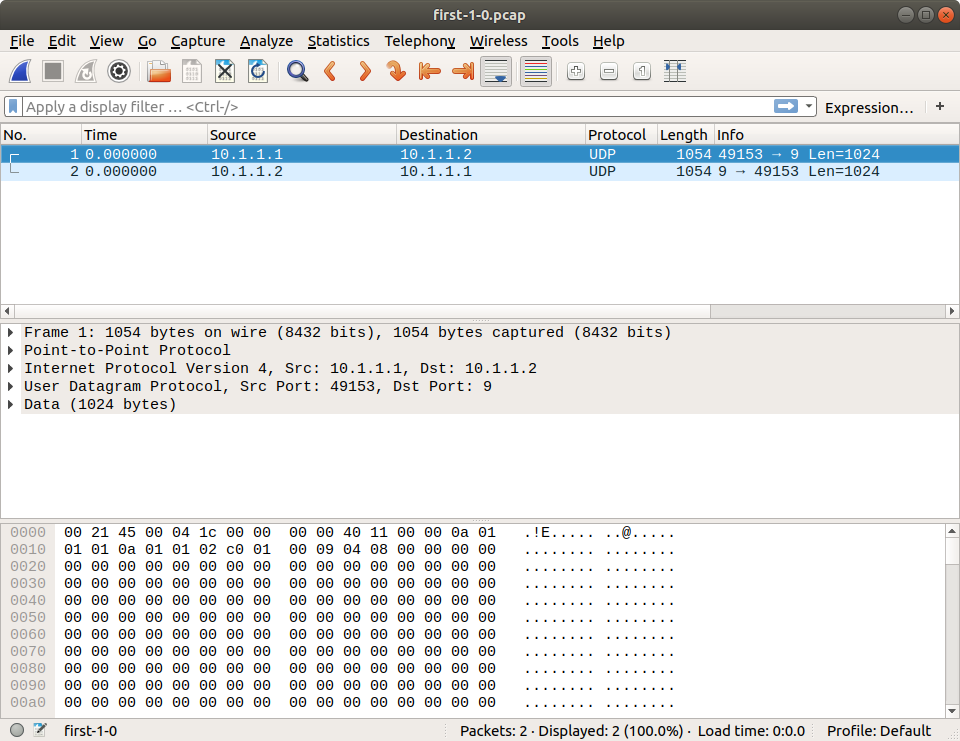 first-1-0.pcap
File Edit View Go Capture Analyze Statistics Telephony Wireless Tools Help
Apply a display filter … <Ctrl-/> Expression… +
No. Time Source Destination Protocol Length Info
1 0.000000 10.1.1.1 10.1.1.2 UDP 1054 49153 → 9 Len=1024
2 0.000000 10.1.1.2 10.1.1.1 UDP 1054 9 → 49153 Len=1024
Frame 1: 1054 bytes on wire (8432 bits), 1054 bytes captured (8432 bits)
Point-to-Point Protocol
Internet Protocol Version 4, Src: 10.1.1.1, Dst: 10.1.1.2
User Datagram Protocol, Src Port: 49153, Dst Port: 9
Data (1024 bytes)
0000 00 21 45 00 04 1c 00 00 00 00 40 11 00 00 0a 01 .!E..... ..@.....
0010 01 01 0a 01 01 02 c0 01 00 09 04 08 00 00 00 00 ........ ........
0020 00 00 00 00 00 00 00 00 00 00 00 00 00 00 00 00 ........ ........
0030 00 00 00 00 00 00 00 00 00 00 00 00 00 00 00 00 ........ ........
0040 00 00 00 00 00 00 00 00 00 00 00 00 00 00 00 00 ........ ........
0050 00 00 00 00 00 00 00 00 00 00 00 00 00 00 00 00 ........ ........
0060 00 00 00 00 00 00 00 00 00 00 00 00 00 00 00 00 ........ ........
0070 00 00 00 00 00 00 00 00 00 00 00 00 00 00 00 00 ........ ........
0080 00 00 00 00 00 00 00 00 00 00 00 00 00 00 00 00 ........ ........
0090 00 00 00 00 00 00 00 00 00 00 00 00 00 00 00 00 ........ ........
00a0 00 00 00 00 00 00 00 00 00 00 00 00 00 00 00 00 ........ ........
first-1-0 Packets: 2 · Displayed: 2 (100.0%) · Load time: 0:0.0 Profile: Default